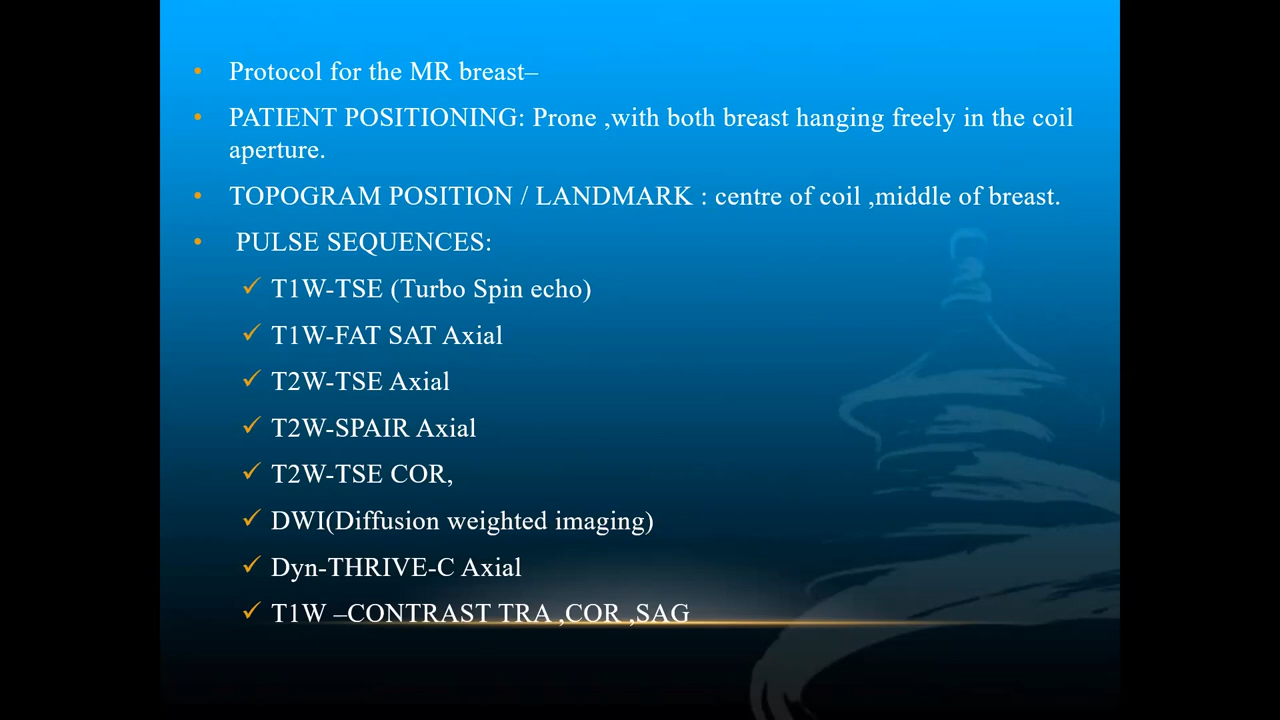 • Protocol for the MR breast–
• PATIENT POSITIONING: Prone ,with both breast hanging freely in the coil
aperture.
• TOPOGRAM POSITION / LANDMARK : centre of coil ,middle of breast.
• PULSE SEQUENCES:
✓ T1W-TSE (Turbo Spin echo)
✓ T1W-FAT SAT Axial
✓ T2W-TSE Axial
✓ T2W-SPAIR Axial
✓ T2W-TSE COR,
✓ DWI(Diffusion weighted imaging)
✓ Dyn-THRIVE-C Axial
✓ T1W –CONTRAST TRA ,COR ,SAG